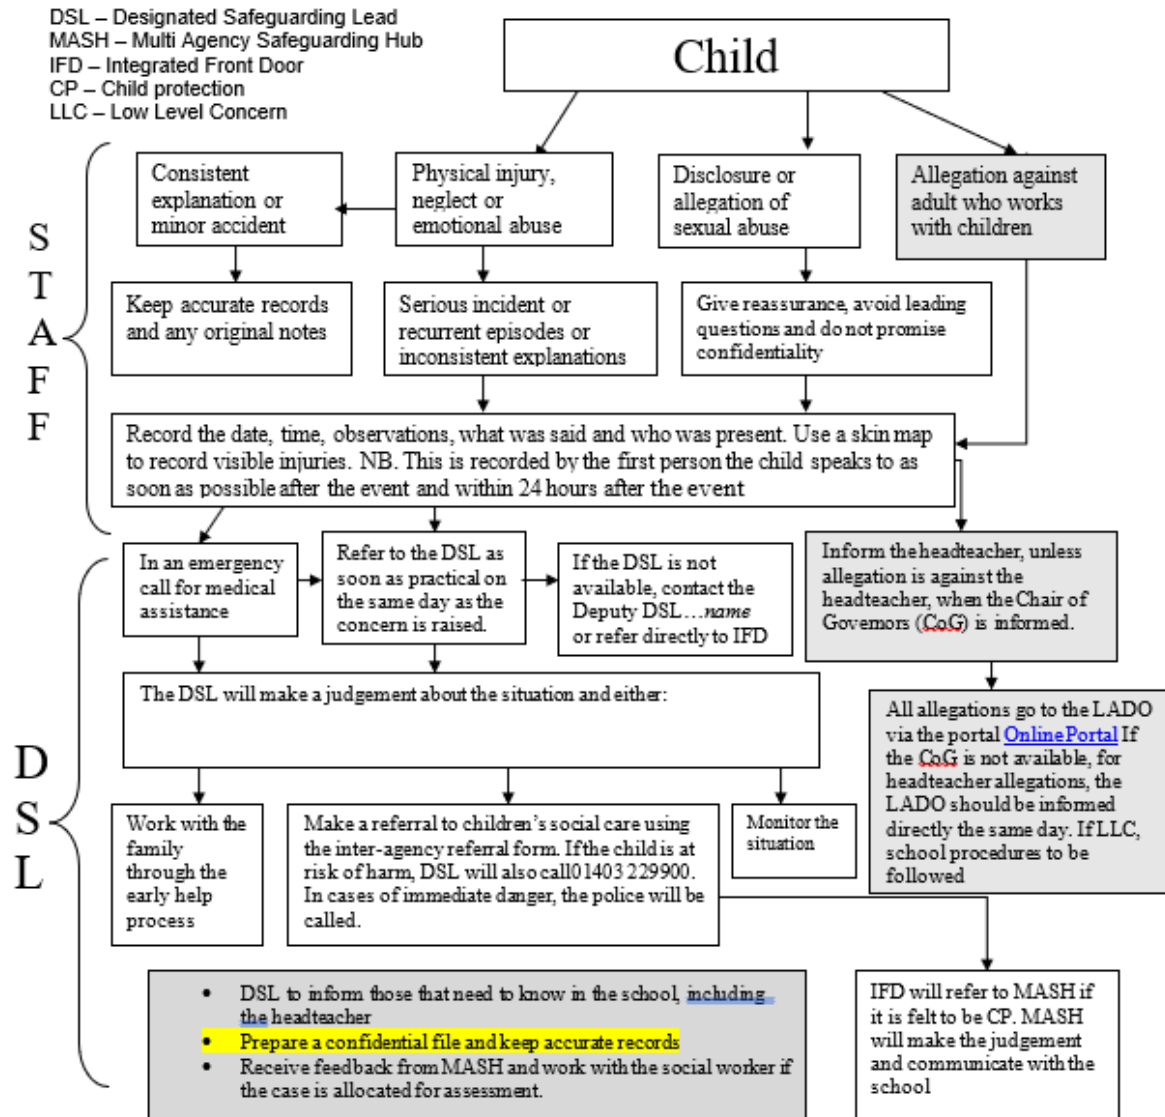 DSL – Designated Safeguarding Lead
MASH – Multi Agency Safeguarding Hub
IFD – Integrated Front Door
CP – Child protection
LLC – Low Level Concern
Child
S
T
A
F
F
Consistent
explanation or
minor accident
Physical injury,
neglect or
emotional abuse
Disclosure or
allegation of
sexual abuse
Allegation against
adult who works
with children
Keep accurate records
and any original notes
Serious incident or
recurrent episodes or
inconsistent explanations
Give reassurance, avoid leading
questions and do not promise
confidentiality
Record the date, time, observations, what was said and who was present. Use a skin map
to record visible injuries. NB. This is recorded by the first person the child speaks to as
soon as possible after the event and within 24 hours after the event
D
S
L
In an emergency
call for medical
assistance
Refer to the DSL as
soon as practical on
the same day as the
concern is raised.
If the DSL is not
available, contact the
Deputy DSL…name
or refer directly to IFD
Inform the headteacher, unless
allegation is against the
headteacher, when the Chair of
Governors (CoG) is informed.
The DSL will make a judgement about the situation and either:
All allegations go to the LADO
via the portal OnlinePortal If
the CoG is not available, for
headteacher allegations, the
LADO should be informed
directly the same day. If LLC,
school procedures to be
followed
Work with the
family
through the
early help
process
Make a referral to children's social care using
the inter-agency referral form. If the child is at
risk of harm, DSL will also call01403 229900.
In cases of immediate danger, the police will be
called.
Monitor the
situation
• DSL to inform those that need to know in the school, including
the headteacher
• Prepare a confidential file and keep accurate records
• Receive feedback from MASH and work with the social worker if
the case is allocated for assessment.
IFD will refer to MASH if
it is felt to be CP. MASH
will make the judgement
and communicate with the
school